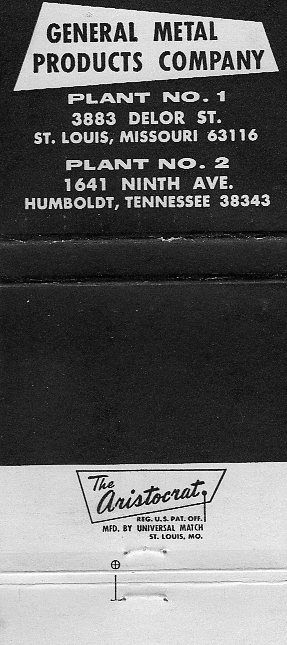 GENERAL METAL
PRODUCTS COMPANY
PLANT NO. 1
3883 DELOR ST.
ST. LOUIS, MISSOURI 63116
PLANT NO. 2
1641 NINTH AVE.
HUMBOLDT, TENNESSEE 38343
The
Aristocrat
REG. U.S. PAT. OFF.
MFD. BY UNIVERSAL MATCH
ST. LOUIS, MO.